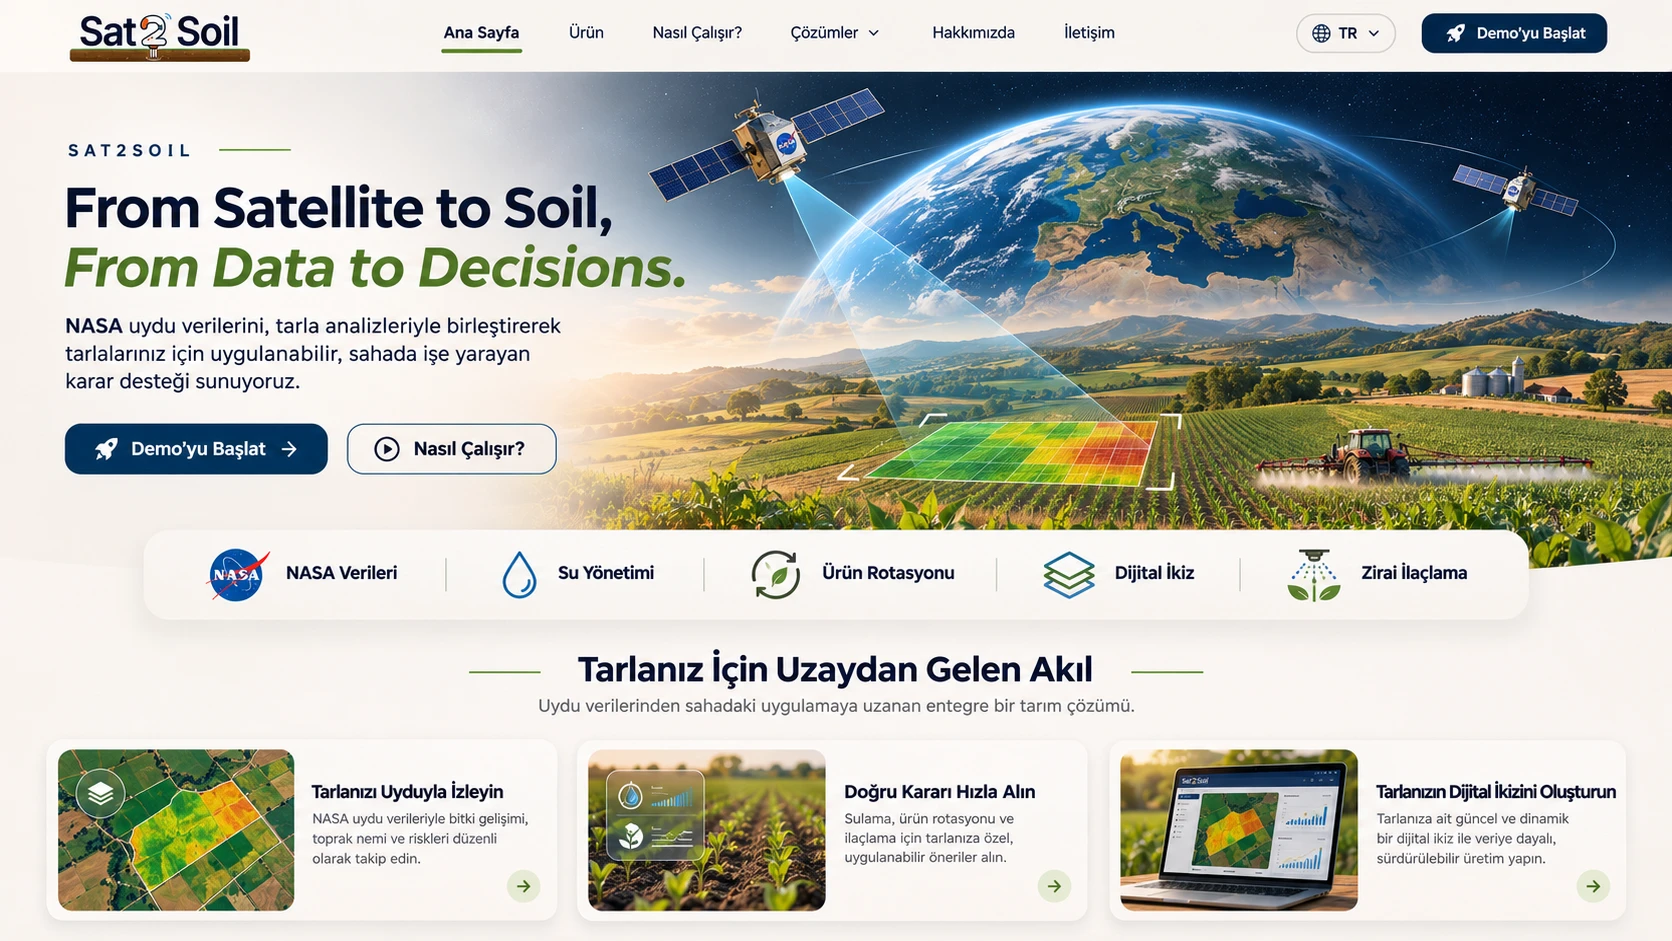 Sat2Soil
Ana Sayfa
Ürün
Nasıl Çalışır?
Çözümler
Hakkımızda
İletişim
TR
Demo'yu Başlat
SAT2SOIL
From Satellite to Soil,
From Data to Decisions.
NASA uydu verilerini, tarla analizleriyle birleştirerek
tarlalarınız için uygulanabilir, sahada işe yarayan
karar desteği sunuyoruz.
Demo'yu Başlat
Nasıl Çalışır?
NASA
NASA Verileri
Su Yönetimi
Ürün Rotasyonu
Dijital İkiz
Zirai İlaçlama
Tarlanız İçin Uzaydan Gelen Akıl
Uydu verilerinden sahadaki uygulamaya uzanan entegre bir tarım çözümü.
Tarlanızı Uyduyla İzleyin
NASA uydu verileriyle bitki gelişimi,
toprak nemi ve riskleri düzenli
olarak takip edin.
Doğru Kararı Hızla Alın
Sulama, ürün rotasyonu ve
ilaçlama için tarlanıza özel,
uygulanabilir öneriler alın.
Sat2Soil
Tarlanızın Dijital İkizini Oluşturun
Tarlanıza ait güncel ve dinamik
bir dijital ikiz ile veriye dayalı,
sürdürülebilir üretim yapın.